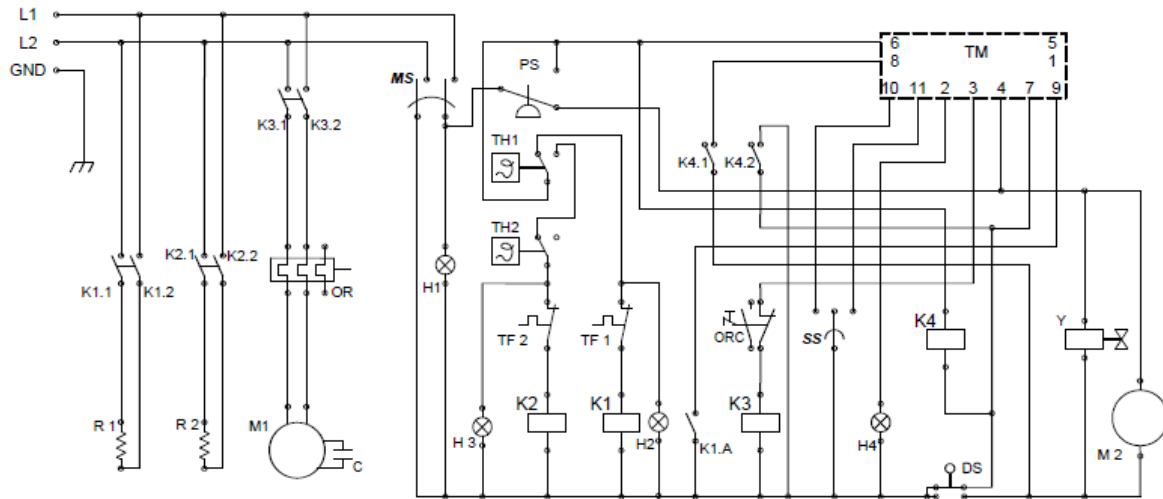 L1
L2
GND
MS
PS
6 TM 5
8 1
10 11 2 3 4 7 9
K3.1 K3.2
TH1
K4.1 K4.2
TH2
K2.1 K2.2
K1.1 K1.2
OR
H1
TF 2 TF 1
ORC
SS
K4
Y
R 1
R 2
M1
C
K2
K1
K3
H 3
H2
K1.A
H4
DS
M 2